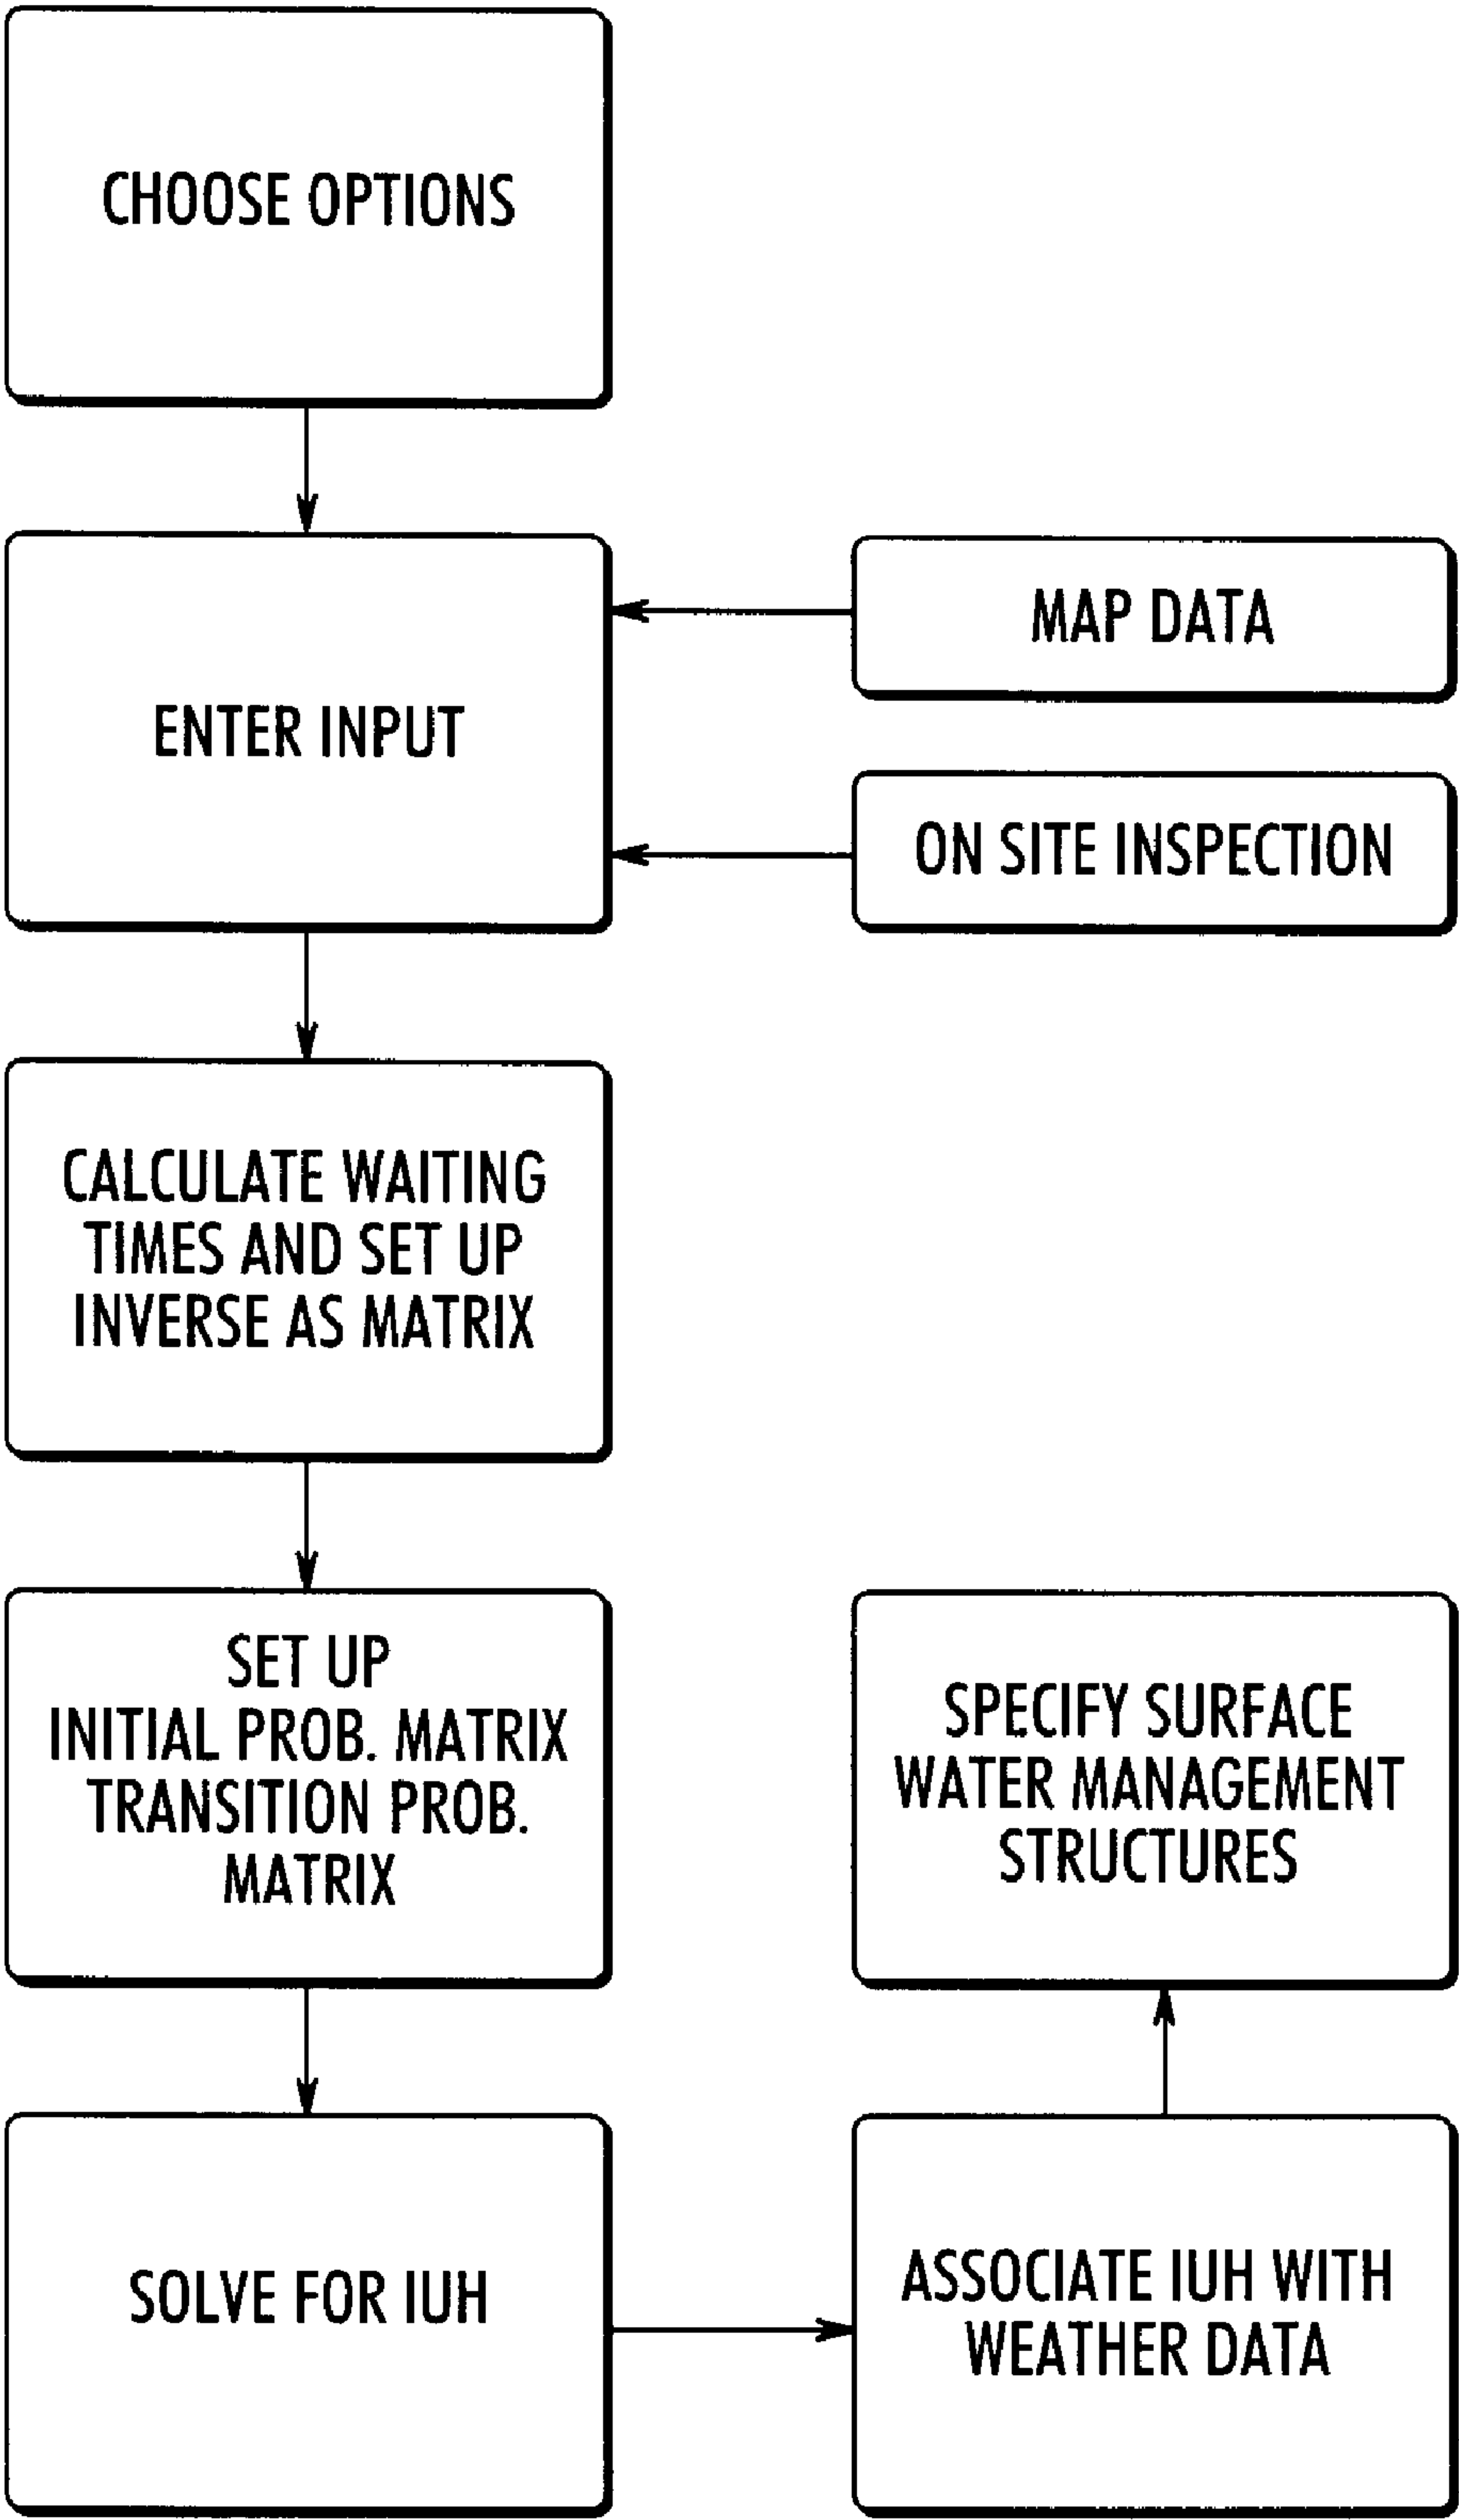 CHOOSE OPTIONS
ENTER INPUT
MAP DATA
ON SITE INSPECTION
CALCULATE WAITING
TIMES AND SET UP
INVERSE AS MATRIX
SET UP
INITIAL PROB. MATRIX
TRANSITION PROB.
MATRIX
SOLVE FOR IUH
ASSOCIATE IUH WITH
WEATHER DATA
SPECIFY SURFACE
WATER MANAGEMENT
STRUCTURES